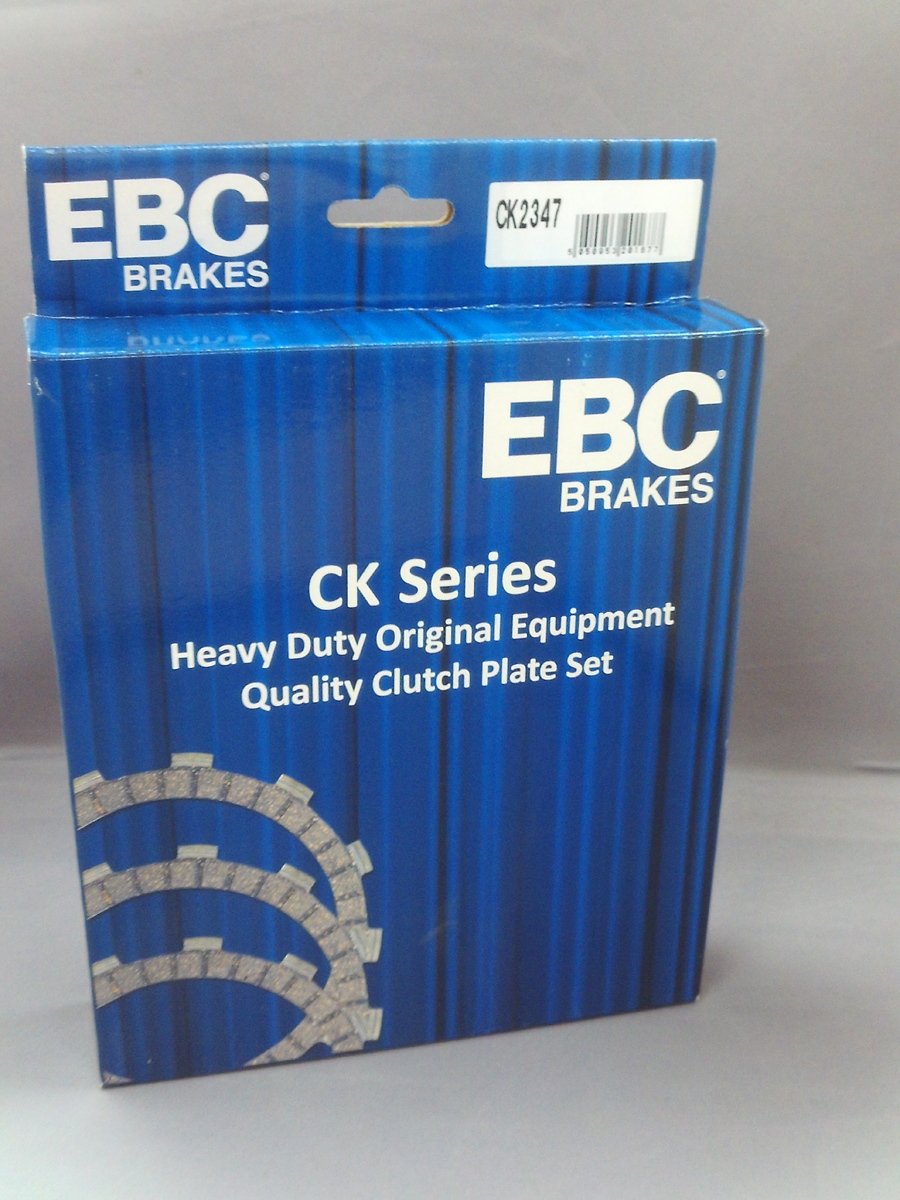 EBC®
BRAKES
CK2347
EBC®
BRAKES
CK Series
Heavy Duty Original Equipment
Quality Clutch Plate Set